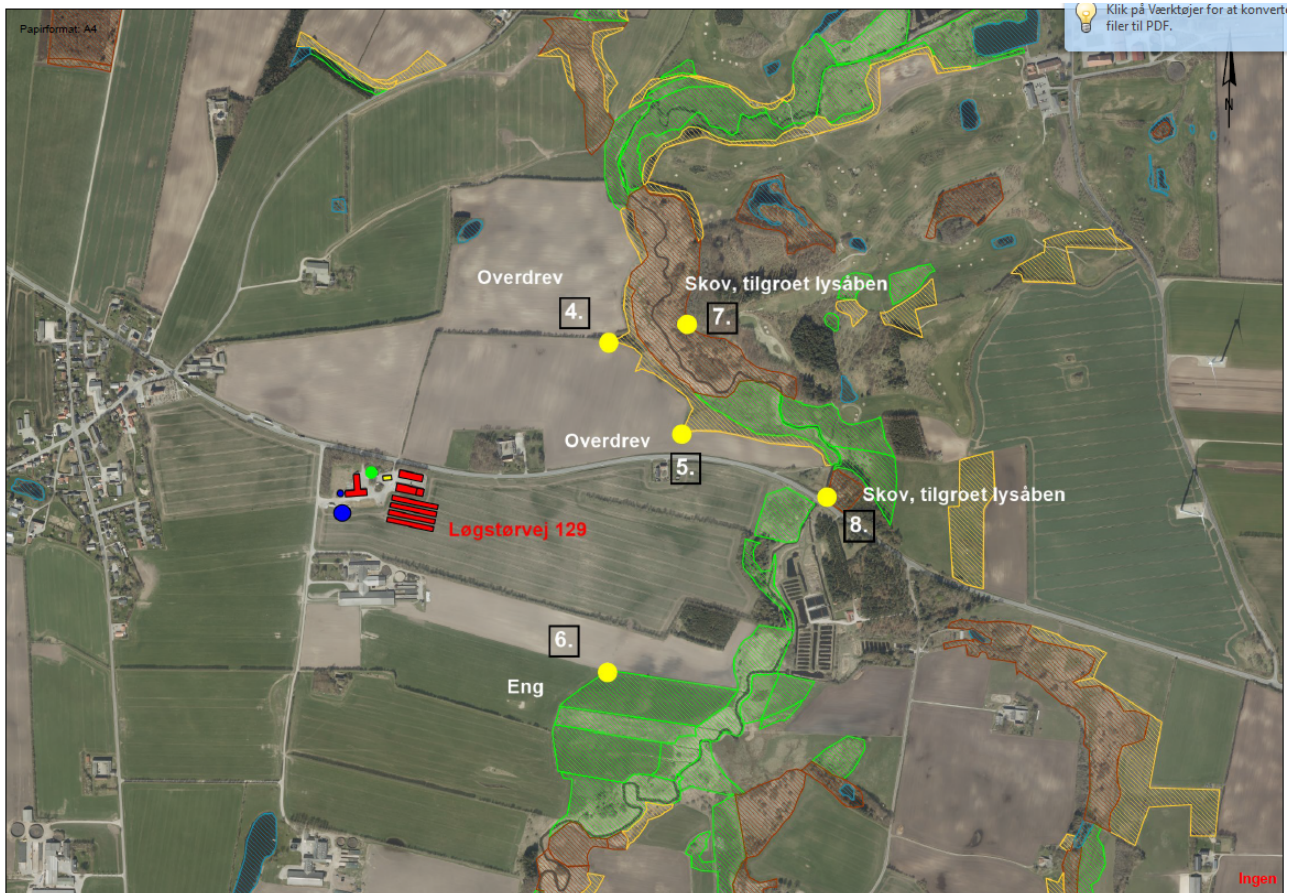 Klik på Værktøjer for at konverte
filer til PDF.
Papirformat: A4
N
Overdrev
Skov, tilgroet lysåben
4.
7.
Overdrev
5.
Skov, tilgroet lysåben
8.
Løgstørvej 129
6.
Eng
Ingen